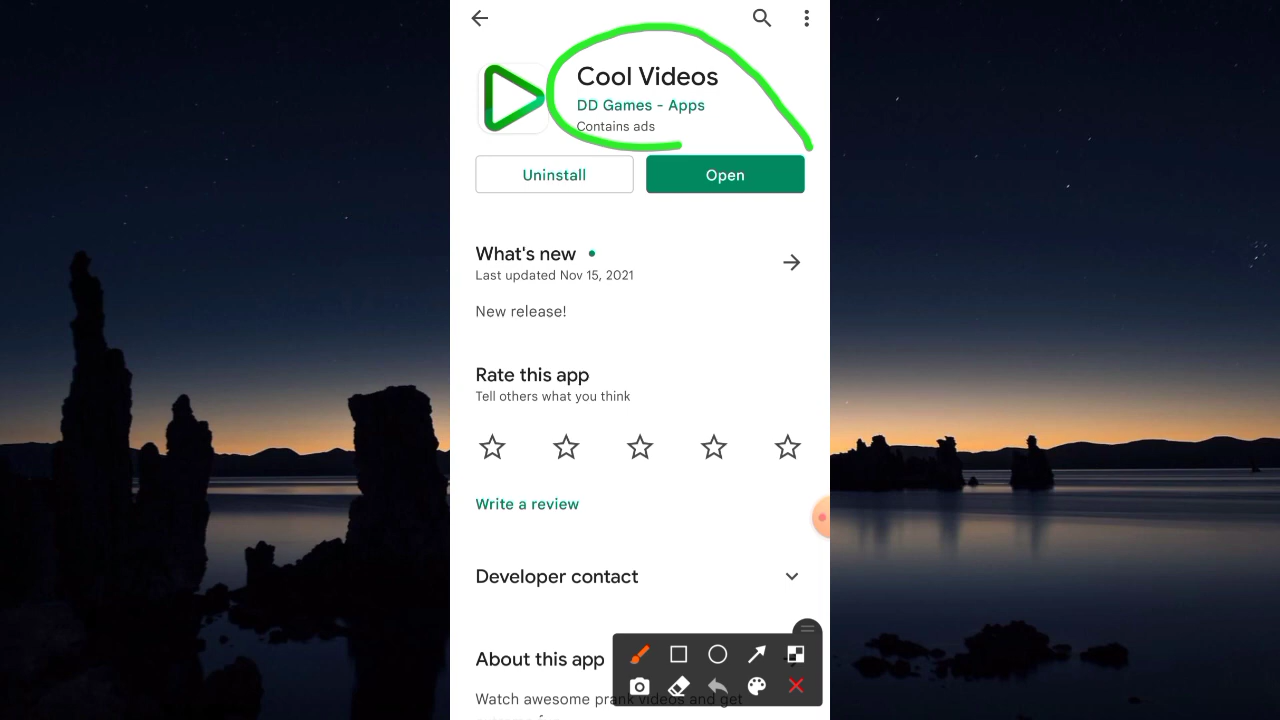 Cool Videos
DD Games - Apps
Contains ads
Uninstall
Open
What's new
Last updated Nov 15, 2021
New release!
Rate this app
Tell others what you think
Write a review
Developer contact
About this app
Watch awesome prank videos and get